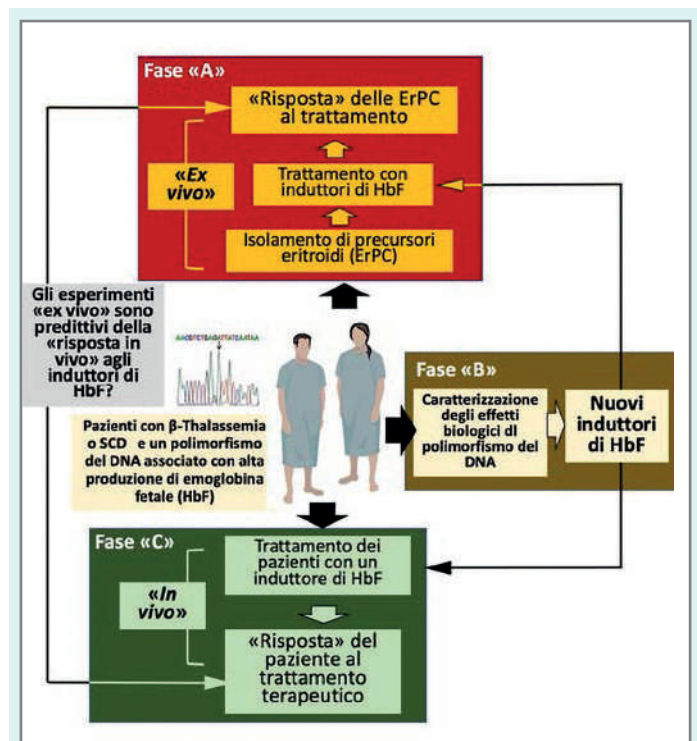 Fase «A»
«Risposta» delle ErPC
al trattamento
«Ex
vivo»
Trattamento con
induttori di HbF
Isolamento di precursori
eritroidi (ErPC)
Gli esperimenti
«ex vivo» sono
predittivi della
«risposta in
vivo» agli
induttori di
HbF?
Pazienti con β-Thalassemia
o SCD e un polimorfismo
del DNA associato con alta
produzione di emoglobina
fetale (HbF)
Fase «B»
Caratterizzazione
degli effetti
biologici di
polimorfismo del
DNA
Nuovi
induttori
di HbF
Fase «C»
Trattamento dei
pazienti con un
induttore di HbF
«In
vivo»
«Risposta» del
paziente al
trattamento
terapeutico